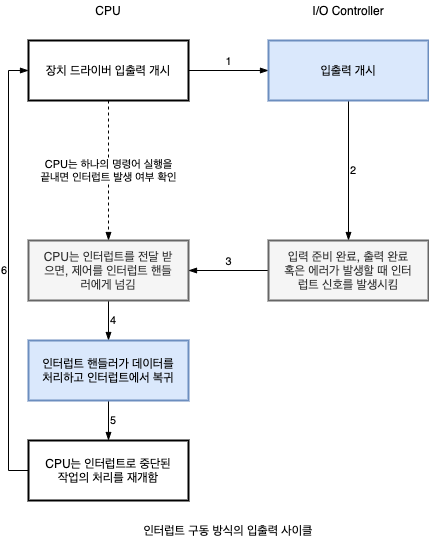 CPU
I/O Controller
장치 드라이버 입출력 개시
1
입출력 개시
CPU는 하나의 명령어 실행을
끝내면 인터럽트 발생 여부 확인
2
CPU는 인터럽트를 전달 받
으면, 제어를 인터럽트 핸들
러에게 넘김
3
입력 준비 완료, 출력 완료
혹은 에러가 발생할 때 인터
럽트 신호를 발생시킴
6
4
인터럽트 핸들러가 데이터를
처리하고 인터럽트에서 복귀
5
CPU는 인터럽트로 중단된
작업의 처리를 재개함
인터럽트 구동 방식의 입출력 사이클